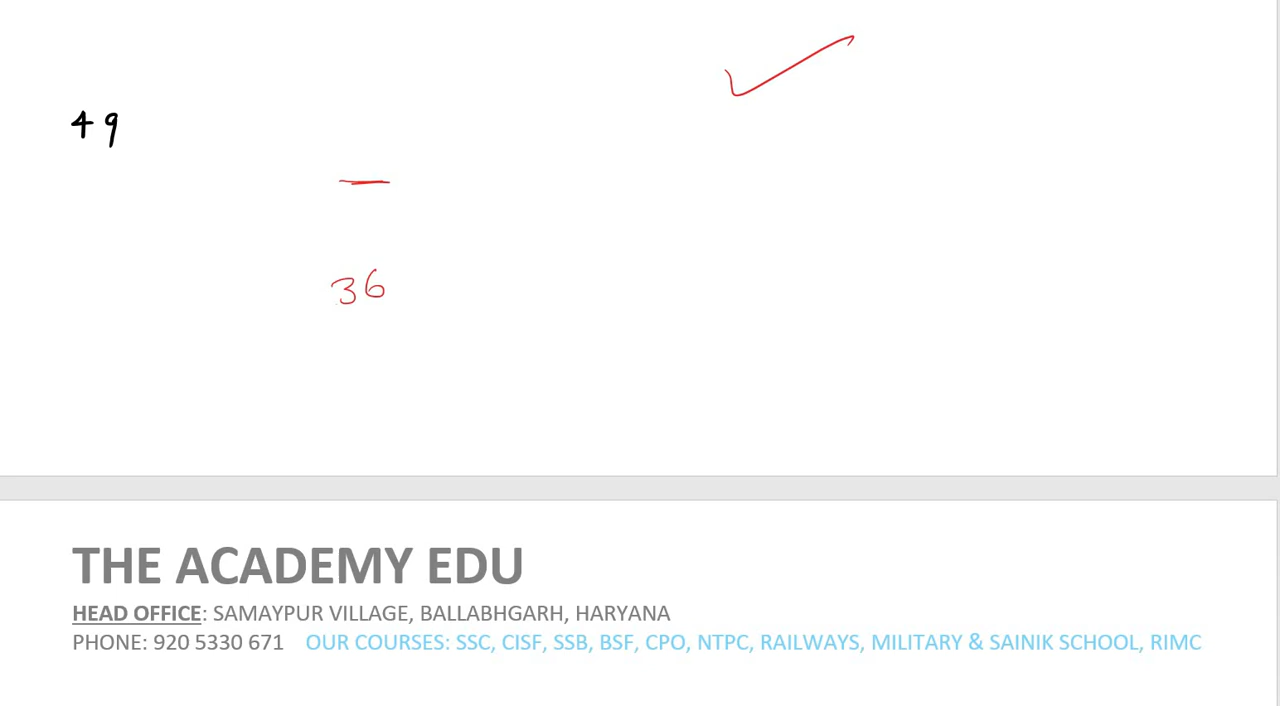 49
36
THE ACADEMY EDU
HEAD OFFICE: SAMAYPUR VILLAGE, BALLABHGARH, HARYANA
PHONE: 920 5330 671 OUR COURSES: SSC, CISF, SSB, BSF, CPO, NTPC, RAILWAYS, MILITARY & SAINIK SCHOOL, RIMC